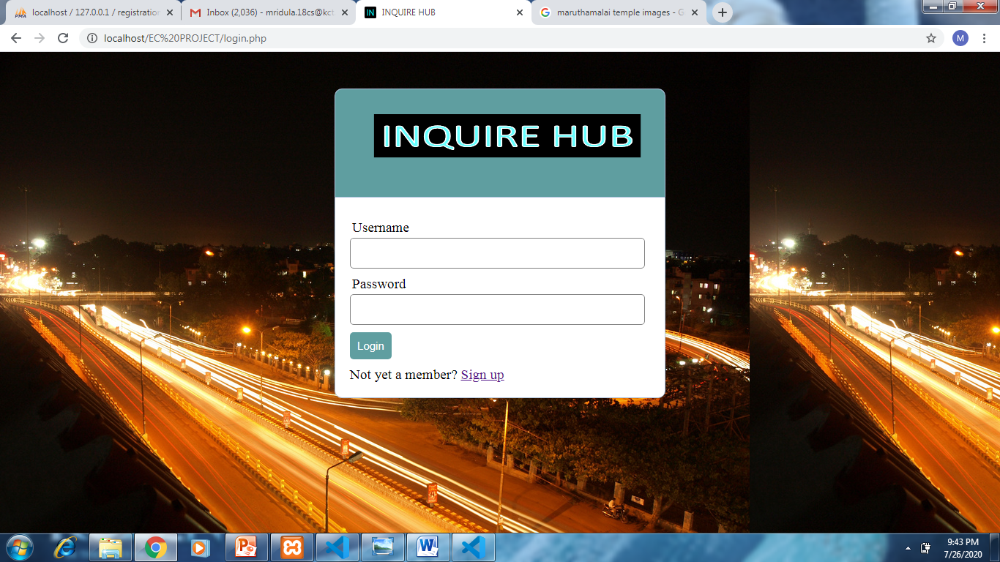 localhost / 127.0.0.1 / registration
Inbox (2,036) - mridula.18cs@kct.
INQUIRE HUB
maruthamalai temple images - G
localhost/EC%20PROJECT/login.php
M
INQUIRE HUB
Username
Password
Login
Not yet a member? Sign up
9:43 PM
7/26/2020